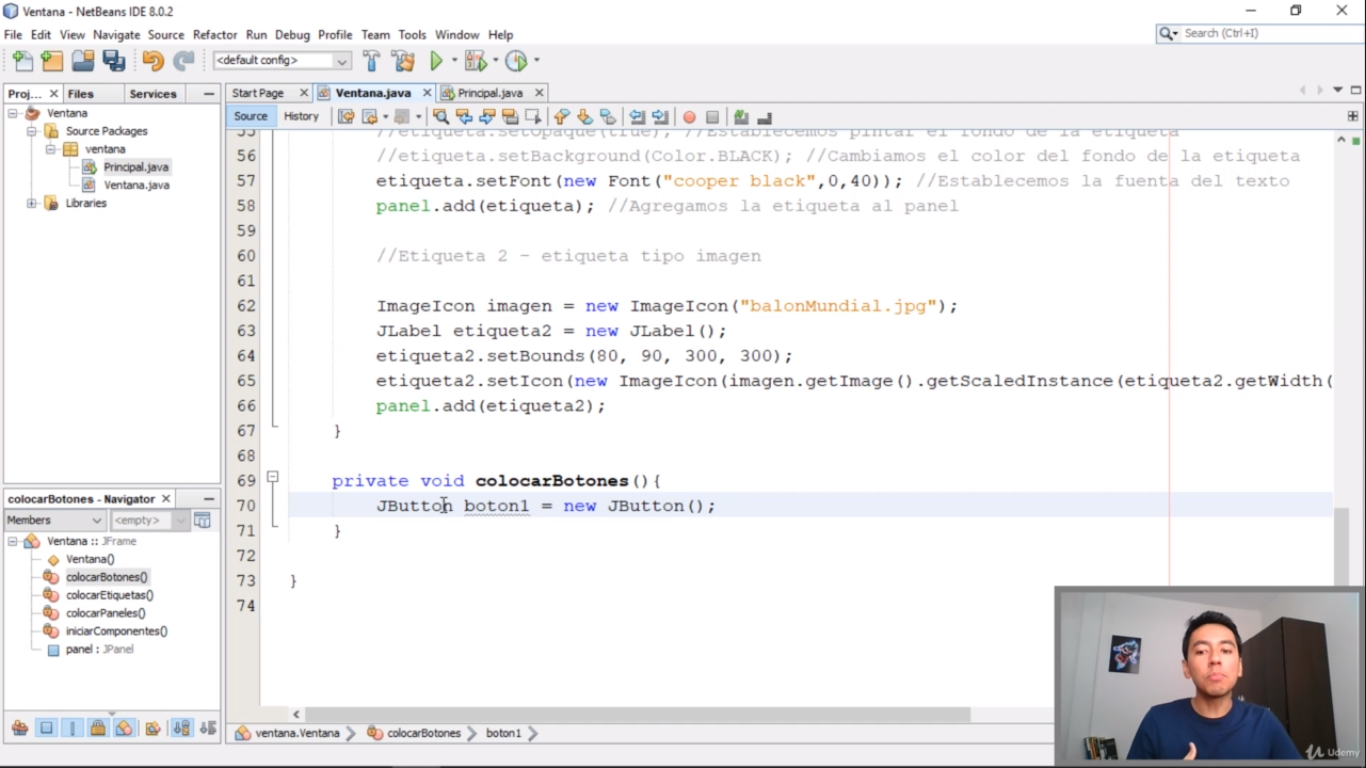 Ventana - NetBeans IDE 8.0.2
File Edit View Navigate Source Refactor Run Debug Profile Team Tools Window Help
Search (Ctrl+I)
<default config>
Proj... Files Services
Start Page Ventana.java Principal.java
Source History
Ventana
Source Packages
ventana
Principal.java
Ventana.java
Libraries
55 //etiqueta.setOpaque(true); //Establecemos pintar el fondo de la etiqueta
56 //etiqueta.setBackground(Color.BLACK); //Cambiamos el color del fondo de la etiqueta
57 etiqueta.setFont(new Font("cooper black",0,40)); //Establecemos la fuenta del texto
58 panel.add(etiqueta); //Agregamos la etiqueta al panel
59
60 //Etiqueta 2 - etiqueta tipo imagen
61
62 ImageIcon imagen = new ImageIcon("balonMundial.jpg");
63 JLabel etiqueta2 = new JLabel();
64 etiqueta2.setBounds(80, 90, 300, 300);
65 etiqueta2.setIcon(new ImageIcon(imagen.getImage().getScaledInstance(etiqueta2.getWidth(
66 panel.add(etiqueta2);
67 }
68
69 private void colocarBotones(){
70 JButton boton1 = new JButton();
71 }
72
73 }
74
colocarBotones - Navigator
Members <empty>
Ventana :: JFrame
Ventana()
colocarBotones()
colocarEtiquetas()
colocarPaneles()
iniciarComponentes()
panel : JPanel
ventana.Ventana colocarBotones boton1
Udemy